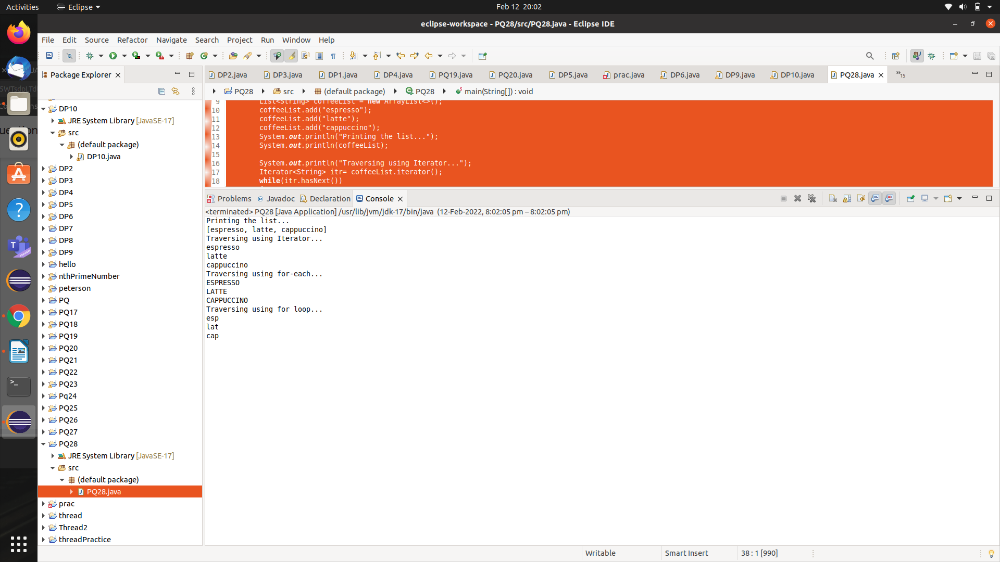 Activities
Eclipse
Feb 12 20:02
eclipse-workspace - PQ28/src/PQ28.java - Eclipse IDE
File Edit Source Refactor Navigate Search Project Run Window Help
Package Explorer
DP2.java DP3.java DP1.java DP4.java PQ19.java PQ20.java DP5.java prac.java DP6.java DP9.java DP10.java PQ28.java »15
PQ28 src (default package) PQ28 main(String[]) : void
DP10
JRE System Library [JavaSE-17]
src
(default package)
DP10.java
DP2
DP3
DP4
DP5
DP6
DP7
DP8
DP9
hello
nthPrimeNumber
peterson
PQ
PQ17
PQ18
PQ19
PQ20
PQ21
PQ22
PQ23
Pq24
PQ25
PQ26
PQ27
PQ28
JRE System Library [JavaSE-17]
src
(default package)
PQ28.java
prac
thread
Thread2
threadPractice
9 List<String> coffeeList = new ArrayList<>();
10 coffeeList.add("espresso");
11 coffeeList.add("latte");
12 coffeeList.add("cappuccino");
13 System.out.println("Printing the list...");
14 System.out.println(coffeeList);
15
16 System.out.println("Traversing using Iterator...");
17 Iterator<String> itr= coffeeList.iterator();
18 while(itr.hasNext())
Problems Javadoc Declaration Console
<terminated> PQ28 [Java Application] /usr/lib/jvm/jdk-17/bin/java (12-Feb-2022, 8:02:05 pm – 8:02:05 pm)
Printing the list...
[espresso, latte, cappuccino]
Traversing using Iterator...
espresso
latte
cappuccino
Traversing using for-each...
ESPRESSO
LATTE
CAPPUCCINO
Traversing using for loop...
esp
lat
cap
Writable Smart Insert 38 : 1 [990]